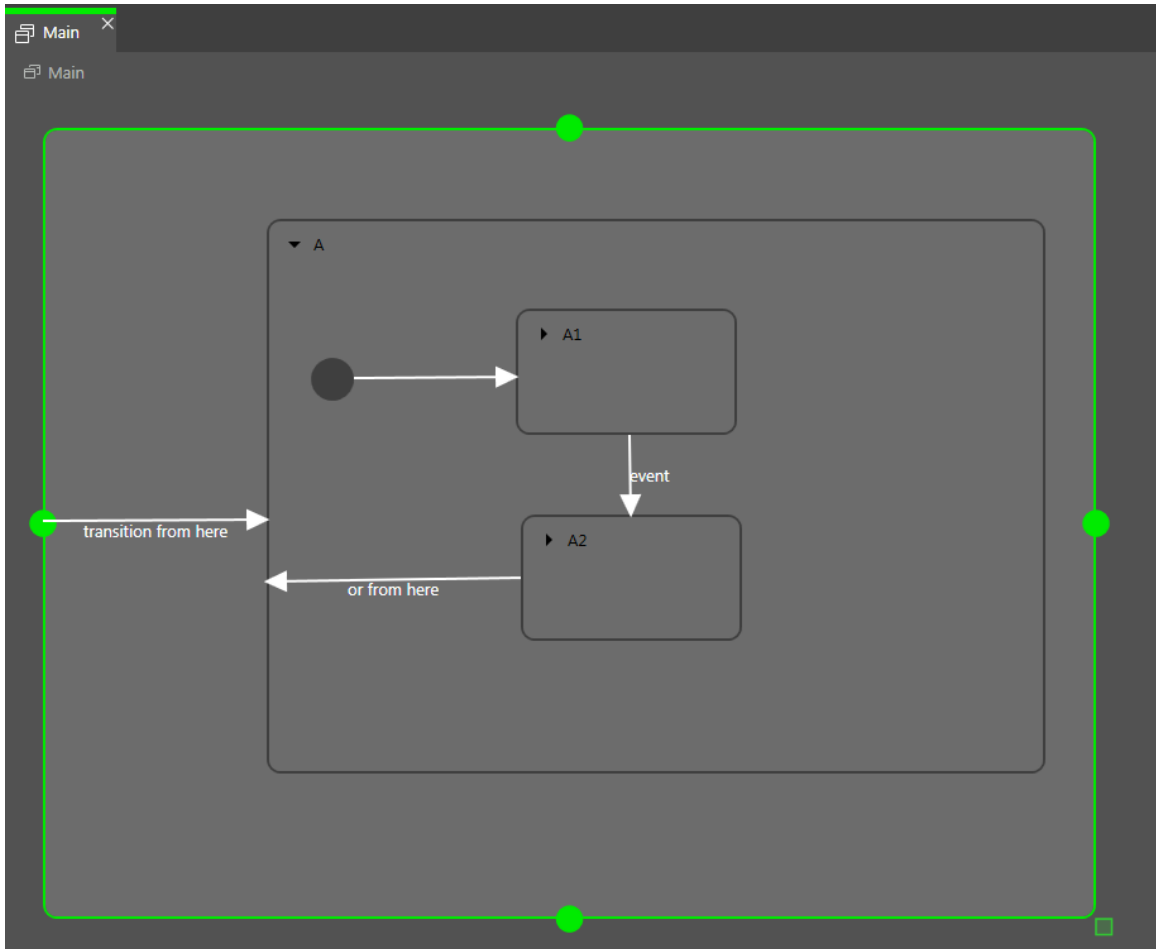 Main
Main
A
A1
event
transition from here
A2
or from here